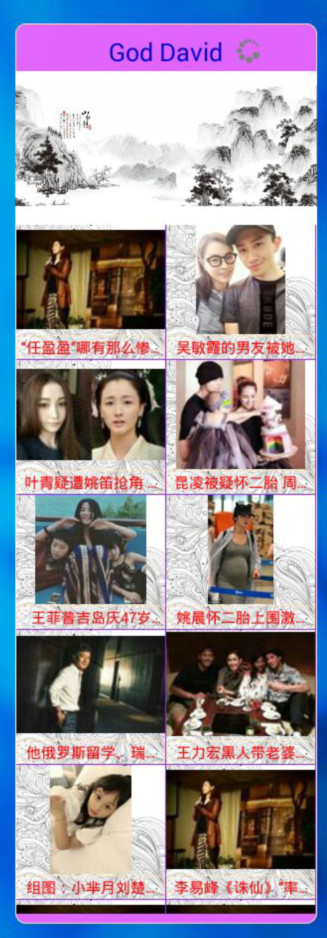 God David
"任盈盈"哪有那么惨...
吴敏霞的男友被她...
叶青疑遭姚笛抢角 ...
昆凌被疑怀二胎 周...
王菲普吉岛庆47岁...
姚晨怀二胎上围激...
他俄罗斯留学、瑞...
王力宏黑人带老婆...
组图：小芈月刘楚...
李易峰《诛仙》"率...